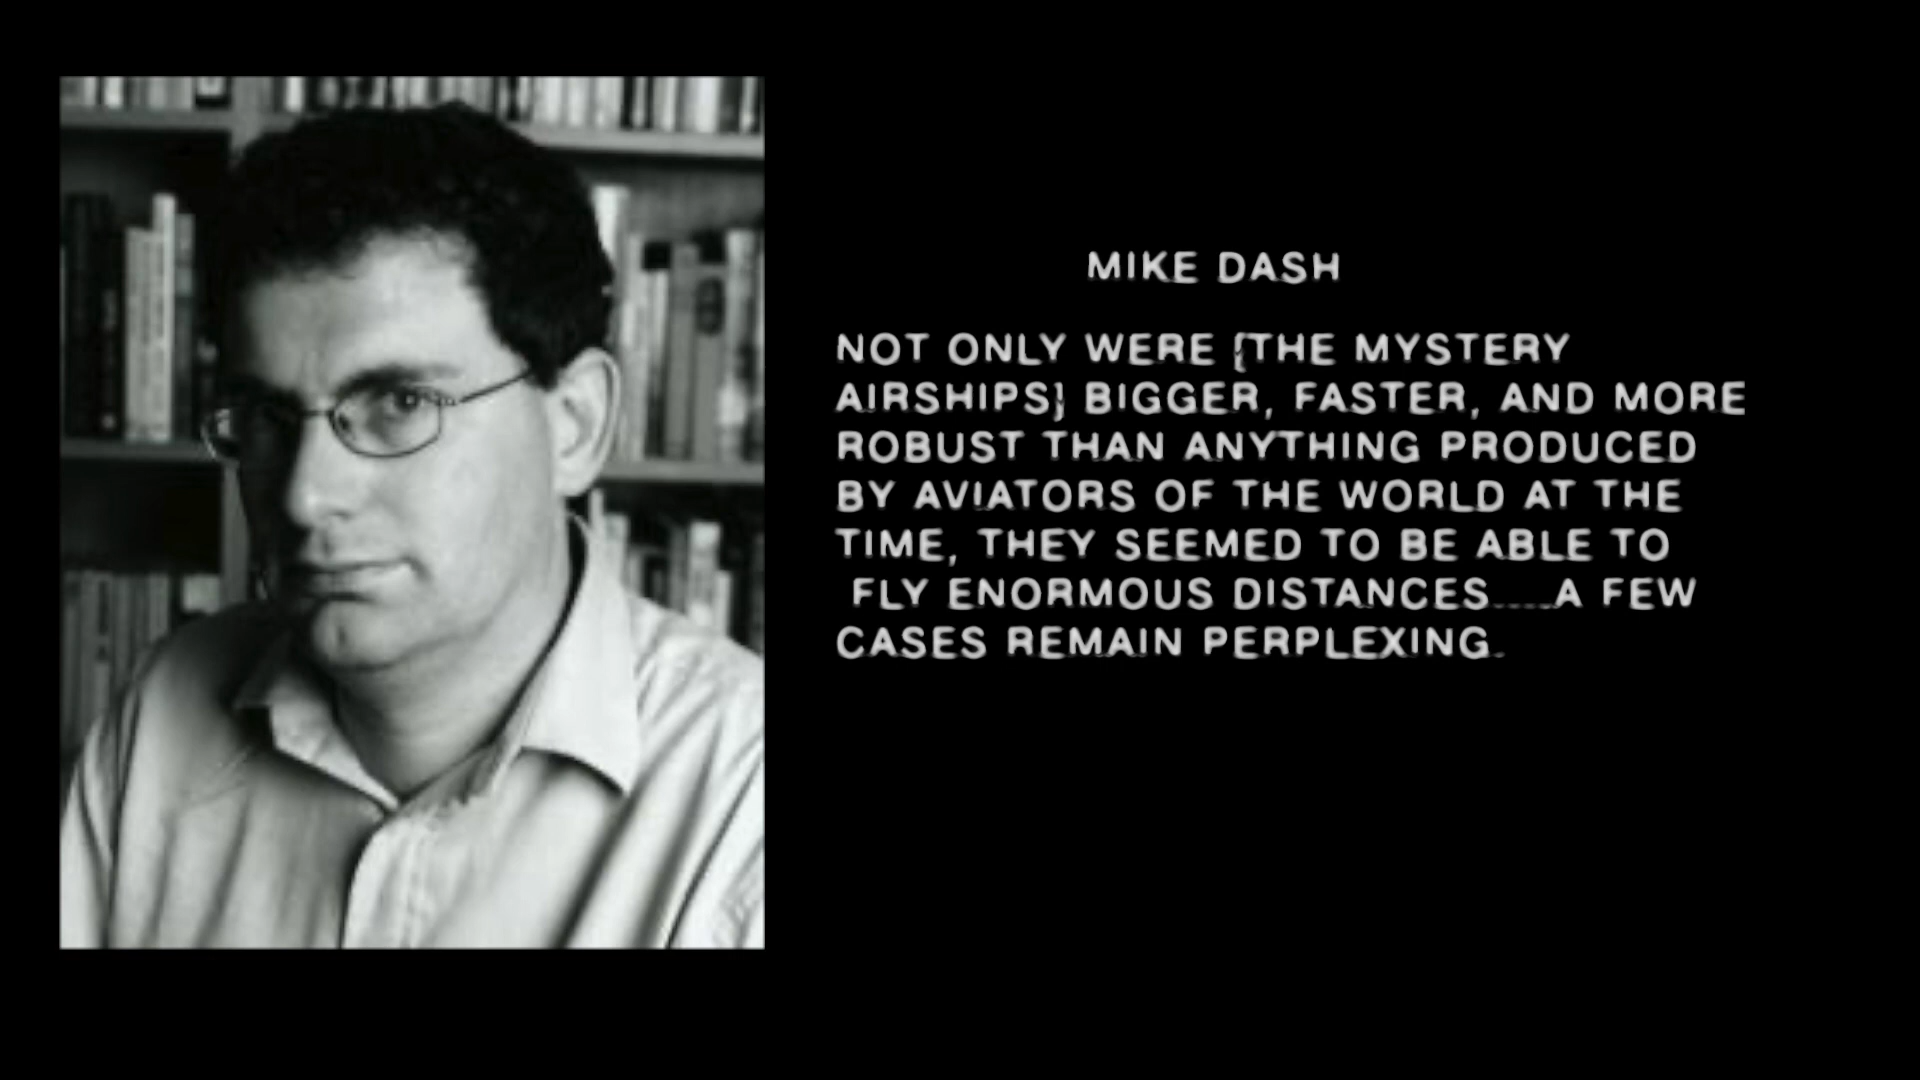 MIKE DASH
NOT ONLY WERE {THE MYSTERY
AIRSHIPS} BIGGER, FASTER, AND MORE
ROBUST THAN ANYTHING PRODUCED
BY AVIATORS OF THE WORLD AT THE
TIME, THEY SEEMED TO BE ABLE TO
FLY ENORMOUS DISTANCES.....A FEW
CASES REMAIN PERPLEXING.